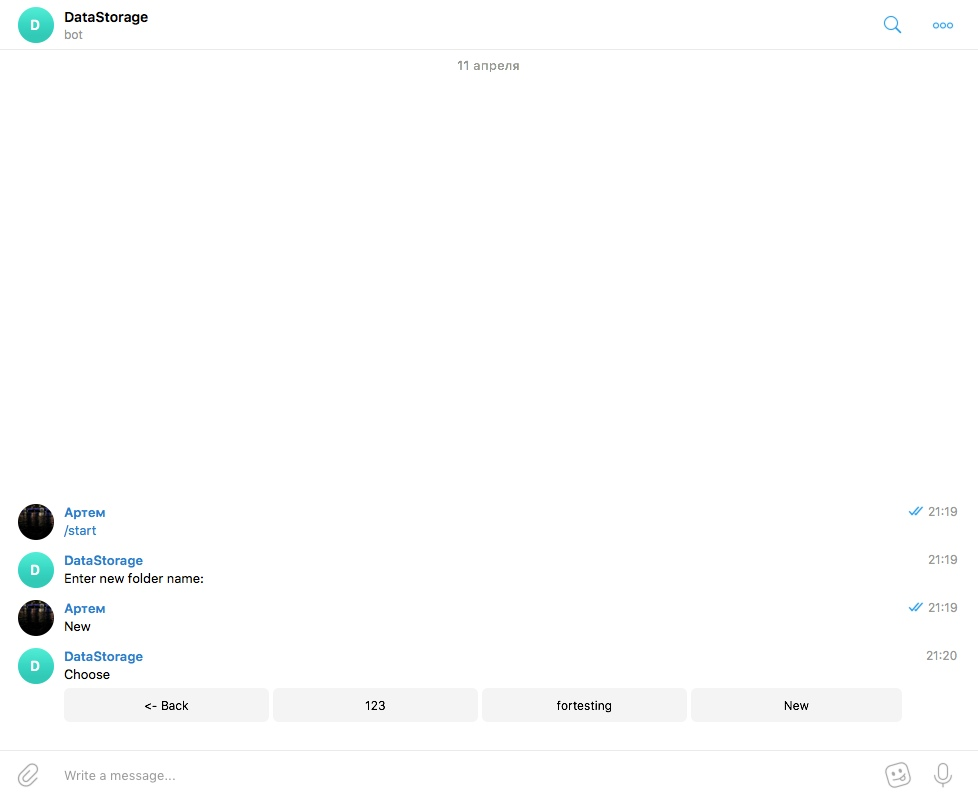 D
DataStorage
bot
11 апреля
Артем
21:19
/start
D
DataStorage
21:19
Enter new folder name:
Артем
21:19
New
D
DataStorage
21:20
Choose
<- Back
123
fortesting
New
Write a message...